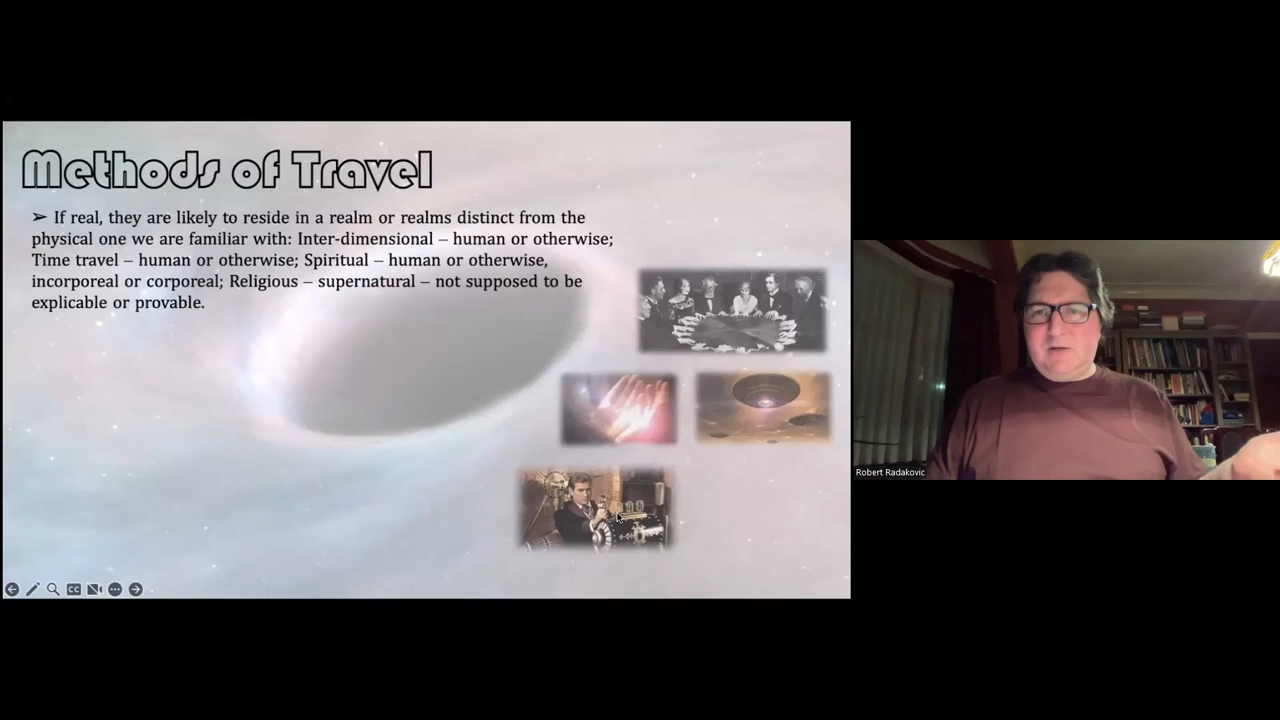 Methods of Travel
➢ If real, they are likely to reside in a realm or realms distinct from the
physical one we are familiar with: Inter-dimensional – human or otherwise;
Time travel – human or otherwise; Spiritual – human or otherwise,
incorporeal or corporeal; Religious – supernatural – not supposed to be
explicable or provable.
Robert Radakovic
CC